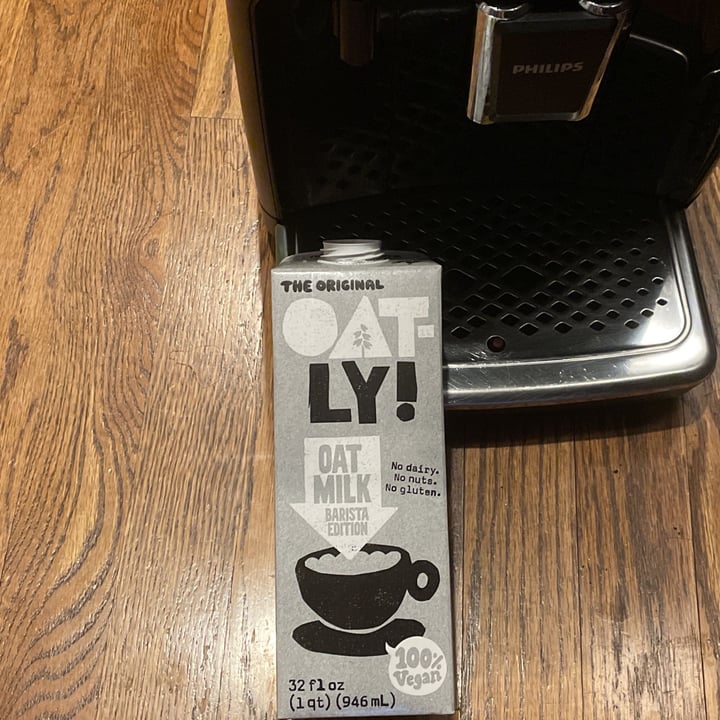 PHILIPS
THE ORIGINAL
OAT-
LY!
OAT
MILK
BARISTA
EDITION
No dairy.
No nuts.
No gluten.
100%
Vegan
32 fl oz
(1 qt) (946 mL)